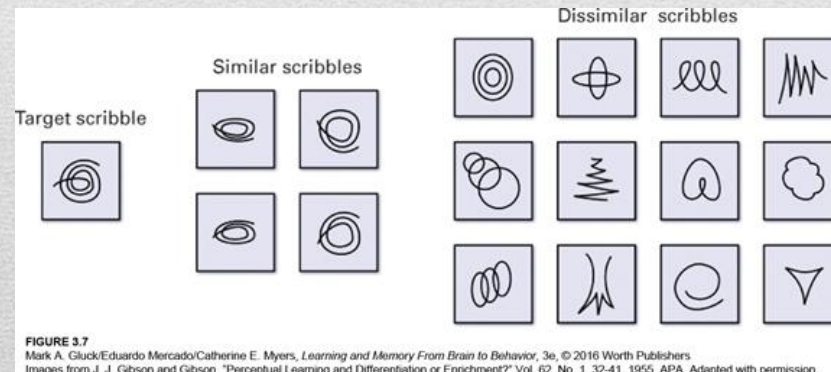 Dissimilar scribbles
Similar scribbles
Target scribble
FIGURE 3.7
Mark A. Gluck/Eduardo Mercado/Catherine E. Myers, Learning and Memory From Brain to Behavior, 3e, © 2016 Worth Publishers
Images from J. J. Gibson and Gibson, "Perceptual Learning and Differentiation or Enrichment?" Vol. 62, No. 1, 32-41, 1955, APA. Adapted with permission.